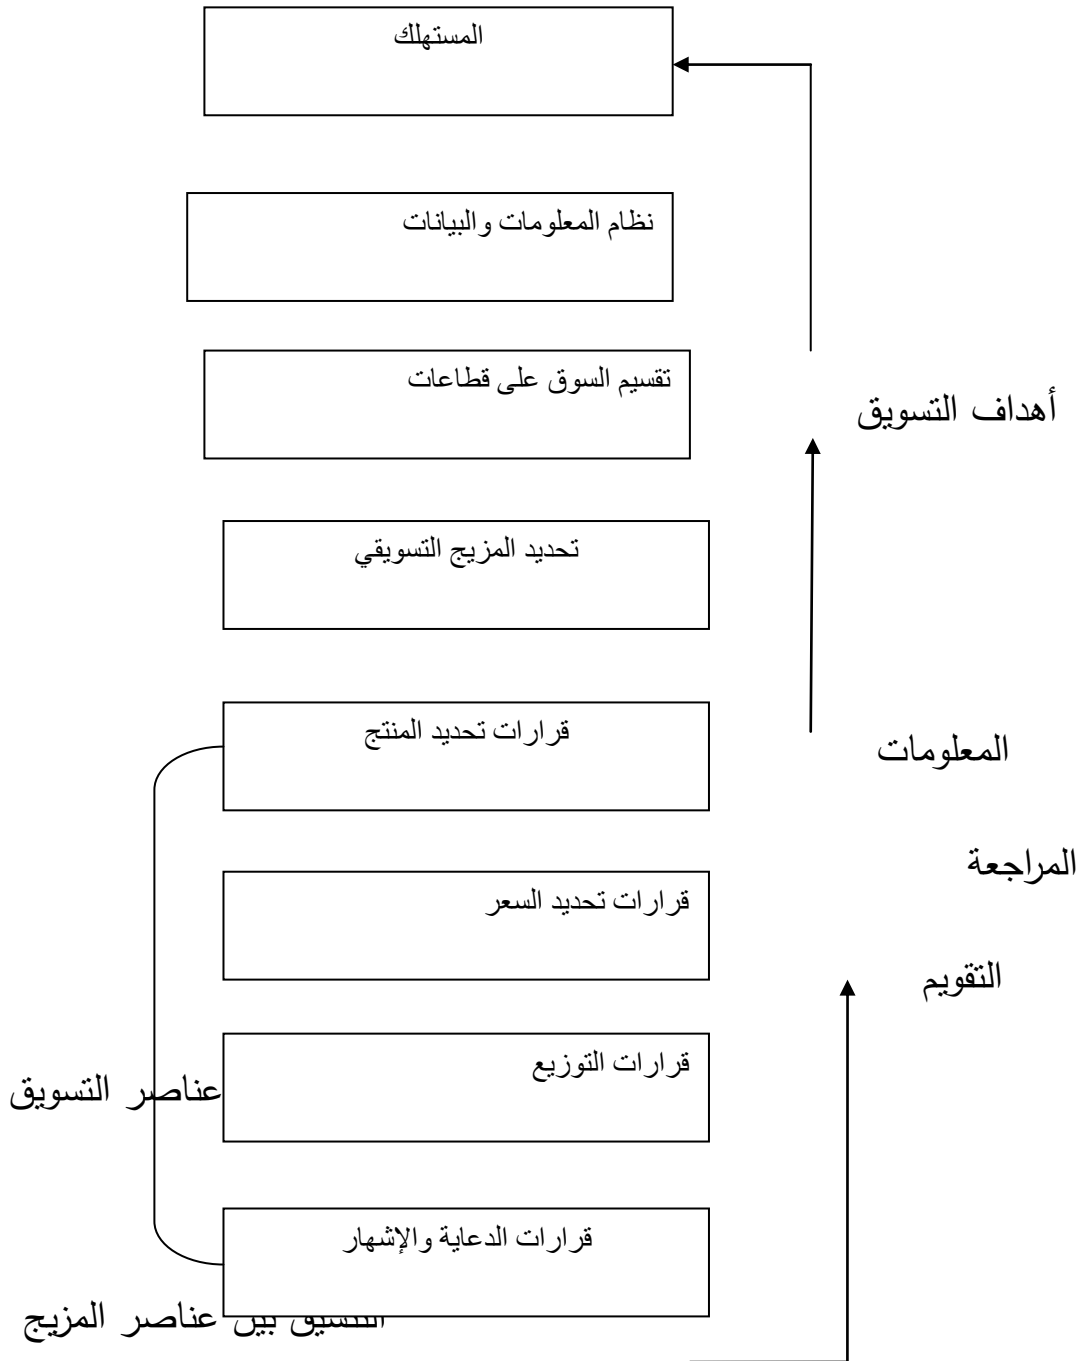 المستهلك
نظام المعلومات والبيانات
تقسيم السوق على قطاعات
أهداف التسويق
تحديد المزيج التسويقي
قرارات تحديد المنتج
المعلومات
المراجعة
قرارات تحديد السعر
التقويم
قرارات التوزيع
عناصر التسويق
قرارات الدعاية والإشهار
التنسيق بين عناصر المزيج